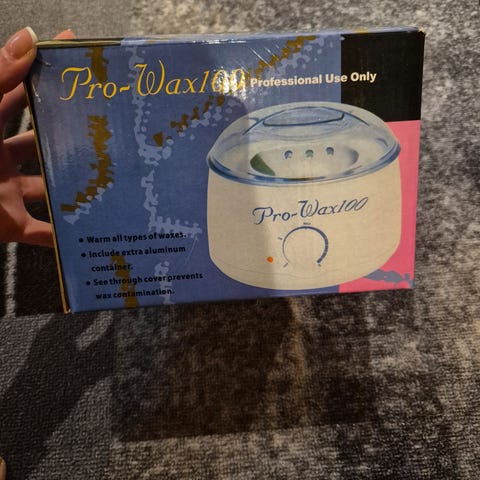 Pro-Wax100 Professional Use Only
Pro-Wax100
• Warm all types of waxes.
• Include extra aluminum
container.
• See through cover prevents
wax contamination.